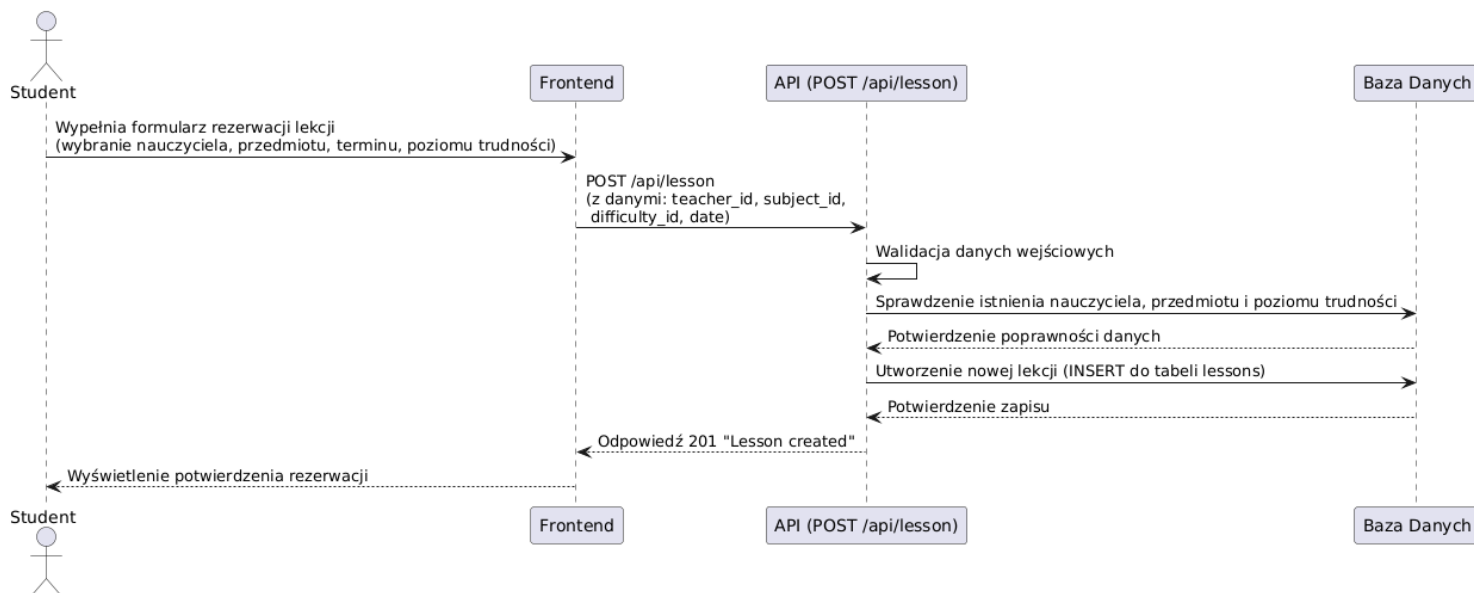 Student
Frontend
API (POST /api/lesson)
Baza Danych
Wypełnia formularz rezerwacji lekcji
(wybranie nauczyciela, przedmiotu, terminu, poziomu trudności)
POST /api/lesson
(z danymi: teacher_id, subject_id,
difficulty_id, date)
Walidacja danych wejściowych
Sprawdzenie istnienia nauczyciela, przedmiotu i poziomu trudności
Potwierdzenie poprawności danych
Utworzenie nowej lekcji (INSERT do tabeli lessons)
Potwierdzenie zapisu
Odpowiedź 201 "Lesson created"
Wyświetlenie potwierdzenia rezerwacji
Student
Frontend
API (POST /api/lesson)
Baza Danych